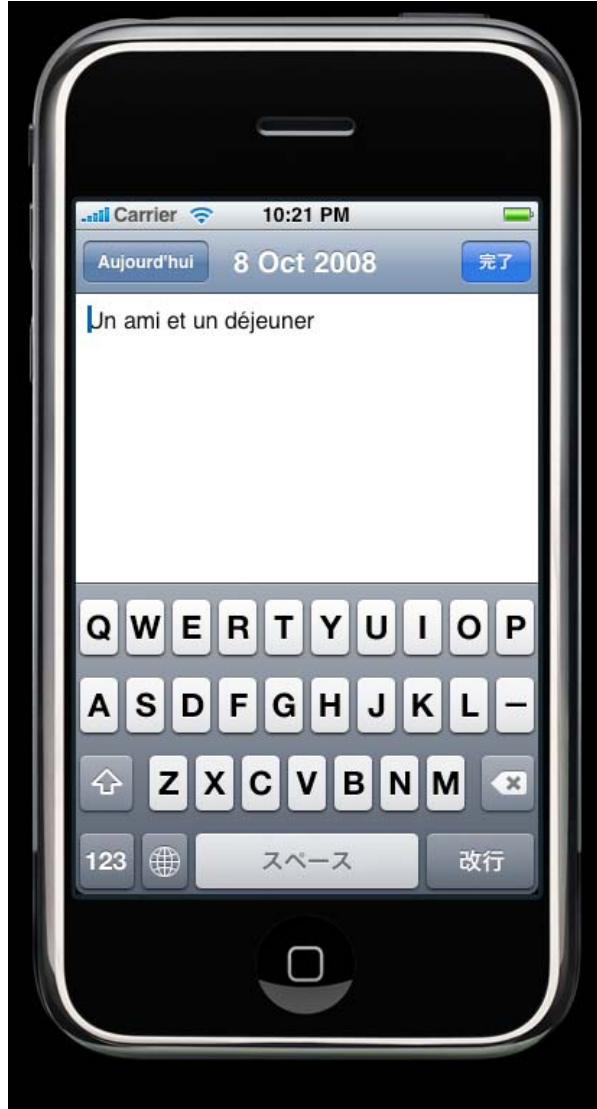 Carrier 10:21 PM
Aujourd'hui 8 Oct 2008 完了
Un ami et un déjeuner
Q W E R T Y U I O P
A S D F G H J K L ー
Z X C V B N M
123 スペース 改行